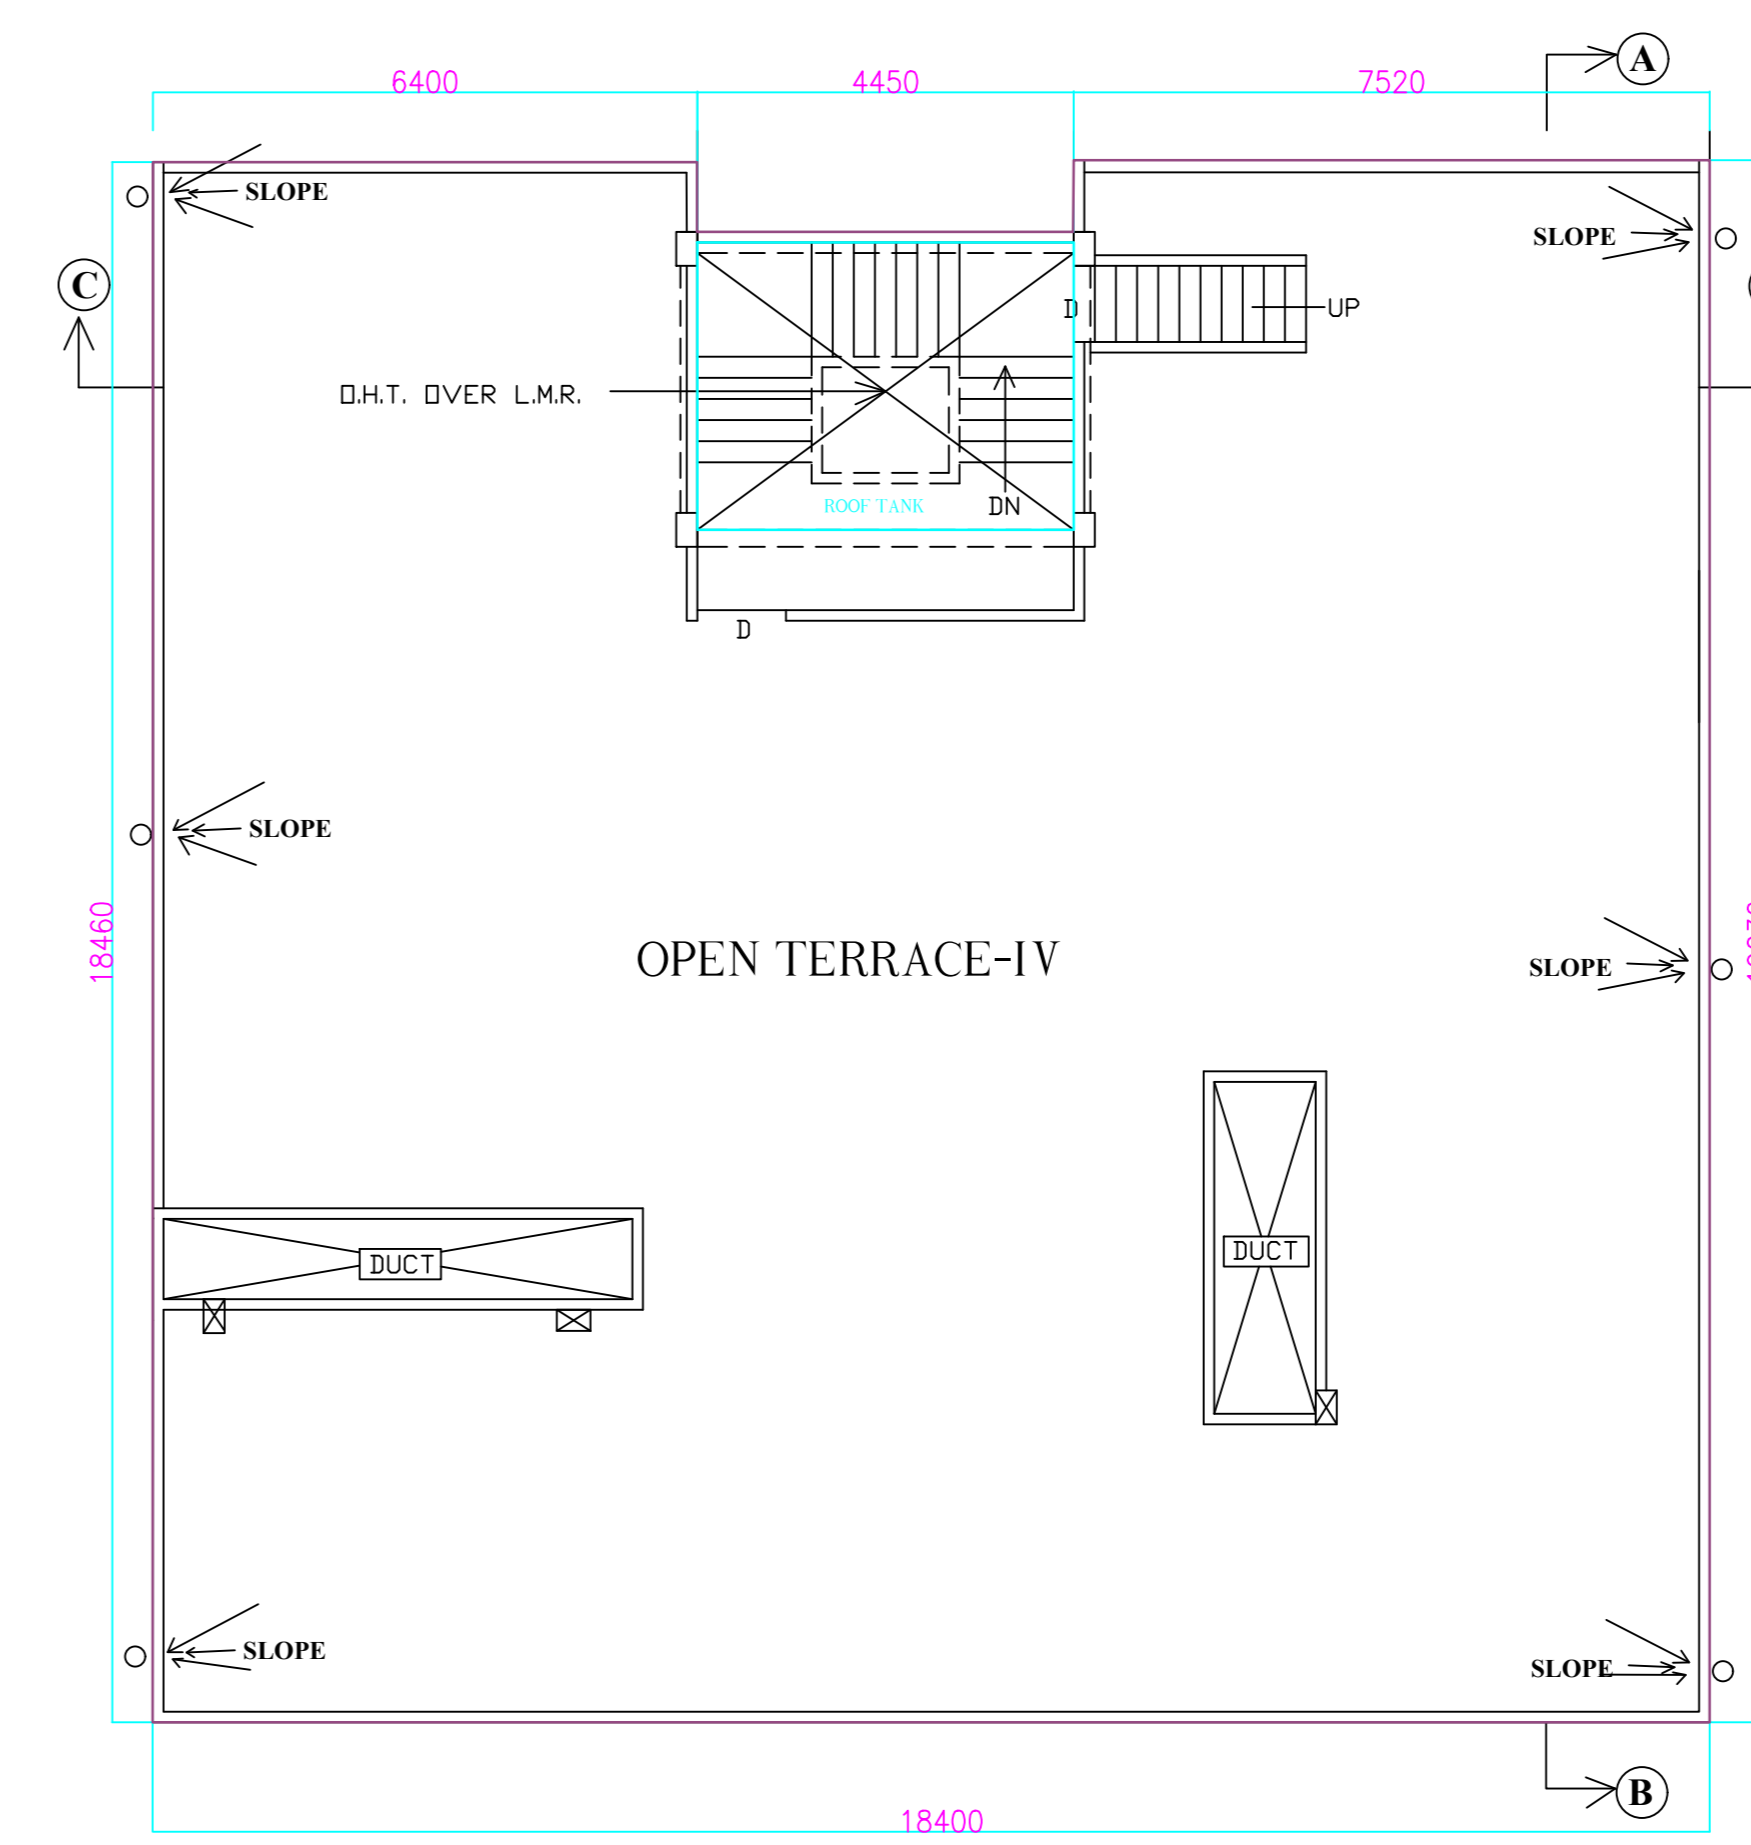 A
6400
4450
7520
SLOPE
SLOPE
C
D
UP
O.H.T. OVER L.M.R.
ROOF TANK
DN
D
SLOPE
18460
OPEN TERRACE-IV
SLOPE
DUCT
DUCT
SLOPE
SLOPE
B
18400